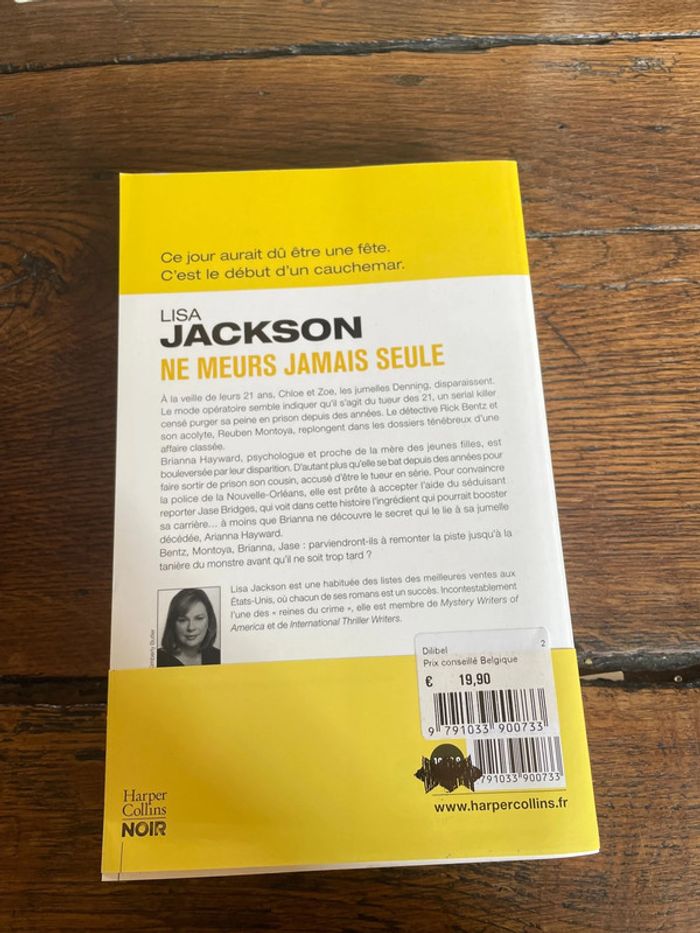 Ce jour aurait dû être une fête.
C'est le début d'un cauchemar.
LISA
JACKSON
NE MEURS JAMAIS SEULE
À la veille de leurs 21 ans, Chloe et Zoe, les jumelles Denning, disparaissent.
Le mode opératoire semble indiquer qu'il s'agit du tueur des 21, un serial killer
censé purger sa peine en prison depuis des années. Le détective Rick Bentz et
son acolyte, Reuben Montoya, replongent dans les dossiers ténébreux d'une
affaire classée.
Brianna Hayward, psychologue et proche de la mère des jeunes filles, est
bouleversée par leur disparition. D'autant plus qu'elle se bat depuis des années pour
faire sortir de prison son cousin, accusé d'être le tueur en série. Pour convaincre
la police de la Nouvelle-Orléans, elle est prête à accepter l'aide du séduisant
reporter Jase Bridges, qui voit dans cette histoire l'ingrédient qui pourrait booster
sa carrière... à moins que Brianna ne découvre le secret qui le lie à sa jumelle
décédée, Arianna Hayward.
Bentz, Montoya, Brianna, Jase : parviendront-ils à remonter la piste jusqu'à la
tanière du monstre avant qu'il ne soit trop tard ?
Lisa Jackson est une habituée des listes des meilleures ventes aux
États-Unis, où chacun de ses romans est un succès. Incontestablement
l'une des « reines du crime », elle est membre de Mystery Writers of
America et de International Thriller Writers.
Kimberly Butler
Dilibel 2
Prix conseillé Belgique
€ 19,90
9 791033 900733
791033 900733
www.harpercollins.fr
Harper
Collins
NOIR